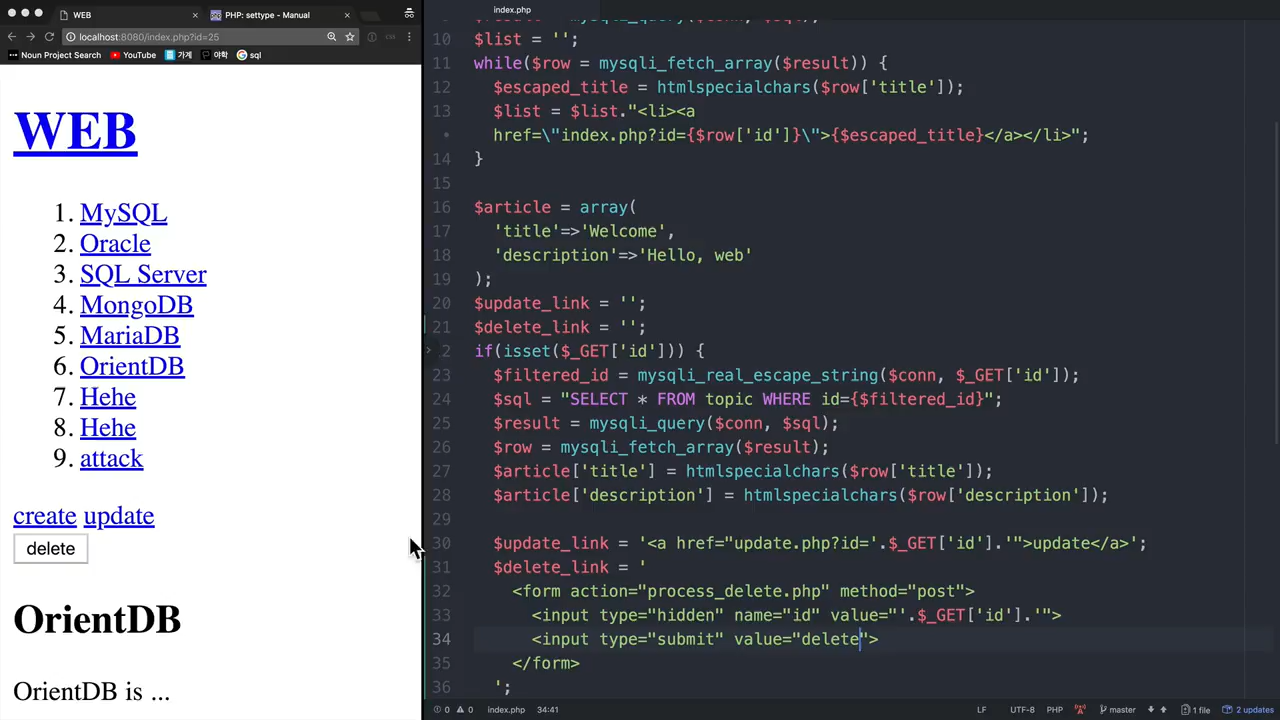 WEB
PHP: settype - Manual
localhost:8080/index.php?id=25
Noun Project Search
YouTube
가계
야학
sql
WEB
1. MySQL
2. Oracle
3. SQL Server
4. MongoDB
5. MariaDB
6. OrientDB
7. Hehe
8. Hehe
9. attack
create update
delete
OrientDB
OrientDB is ...
index.php
$result = mysqli_query($conn, $sql);
10 $list = '';
11 while($row = mysqli_fetch_array($result)) {
12 $escaped_title = htmlspecialchars($row['title']);
13 $list = $list."<li><a
• href=\"index.php?id={$row['id']}\">{$escaped_title}</a></li>";
14 }
15
16 $article = array(
17 'title'=>'Welcome',
18 'description'=>'Hello, web'
19 );
20 $update_link = '';
21 $delete_link = '';
2 if(isset($_GET['id'])) {
23 $filtered_id = mysqli_real_escape_string($conn, $_GET['id']);
24 $sql = "SELECT * FROM topic WHERE id={$filtered_id}";
25 $result = mysqli_query($conn, $sql);
26 $row = mysqli_fetch_array($result);
27 $article['title'] = htmlspecialchars($row['title']);
28 $article['description'] = htmlspecialchars($row['description']);
29
30 $update_link = '<a href="update.php?id='.$_GET['id'].'">update</a>';
31 $delete_link = '
32 <form action="process_delete.php" method="post">
33 <input type="hidden" name="id" value="'.$_GET['id'].'">
34 <input type="submit" value="delete">
35 </form>
36 ';
0 0 index.php 34:41
LF UTF-8 PHP master 1 file 2 updates